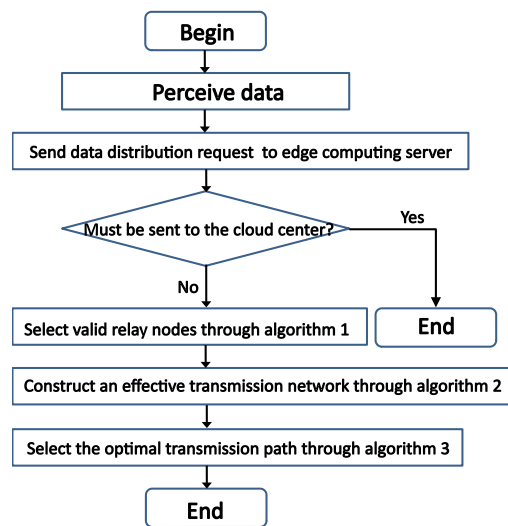 Begin
Perceive data
Send data distribution request to edge computing server
Must be sent to the cloud center?
Yes
No
Select valid relay nodes through algorithm 1
End
Construct an effective transmission network through algorithm 2
Select the optimal transmission path through algorithm 3
End